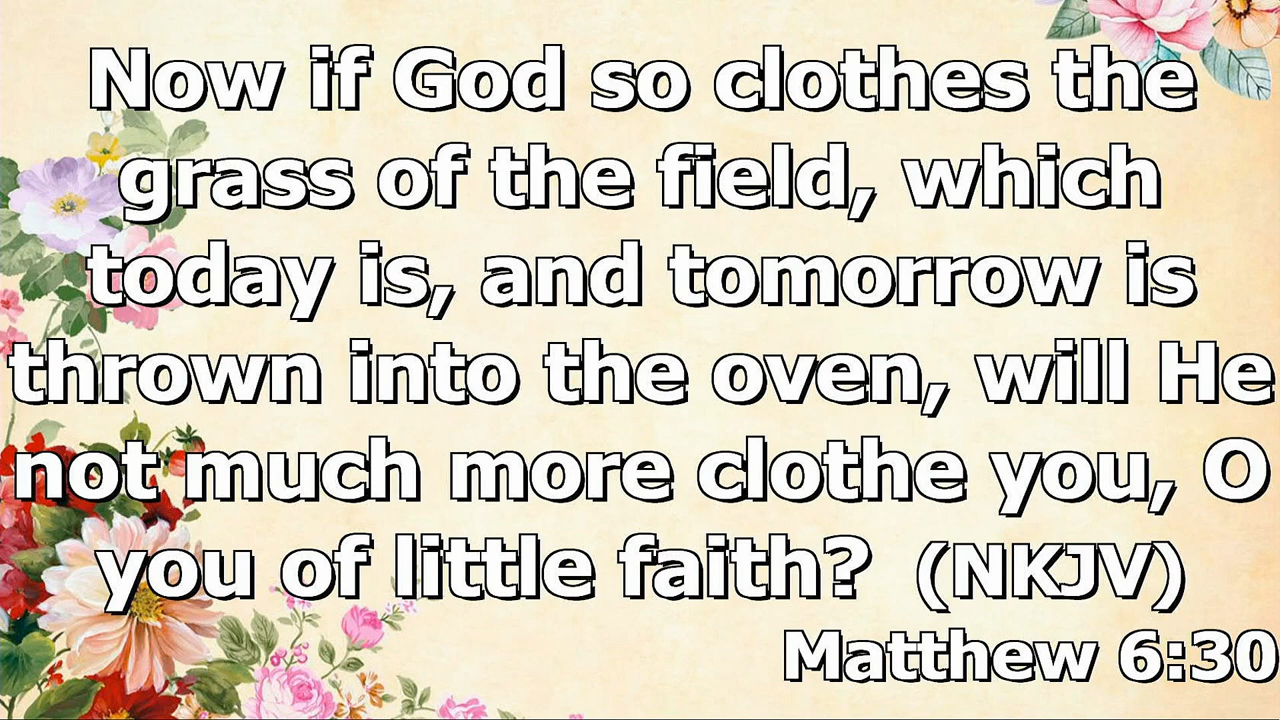 Now if God so clothes the
grass of the field, which
today is, and tomorrow is
thrown into the oven, will He
not much more clothe you, O
you of little faith?  (NKJV)
Matthew 6:30